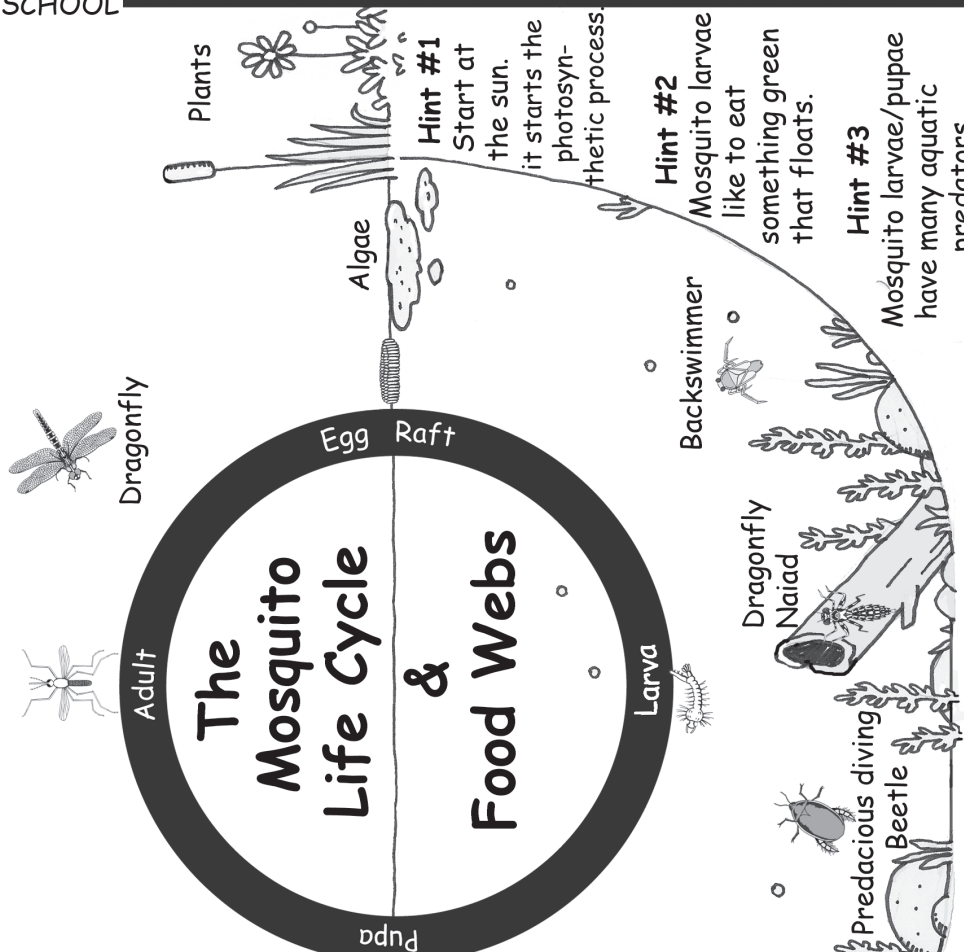 SCHOOL
Plants
Hint #1
Start at
the sun.
it starts the
photosyn-
thetic process.
Hint #2
Mosquito larvae
like to eat
something green
that floats.
Hint #3
Mosquito larvae/pupae
have many aquatic
predators
Algae
Dragonfly
Egg Raft
Adult
Larva
Pupa
The
Mosquito
Life Cycle
&
Food Webs
Backswimmer
Dragonfly
Naiad
Predacious diving
Beetle